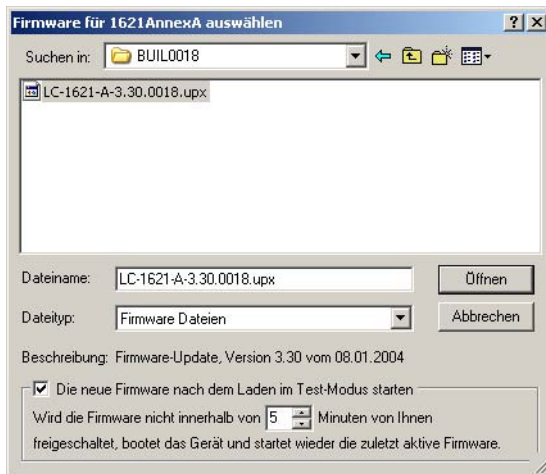 Firmware für 1621AnnexA auswählen
Suchen in: BUIL0018
LC-1621-A-3.30.0018.upx
Dateiname: LC-1621-A-3.30.0018.upx Öffnen
Dateityp: Firmware Dateien Abbrechen
Beschreibung: Firmware-Update, Version 3.30 vom 08.01.2004
Die neue Firmware nach dem Laden im Test-Modus starten
Wird die Firmware nicht innerhalb von 5 Minuten von Ihnen
freigeschaltet, bootet das Gerät und startet wieder die zuletzt aktive Firmware.